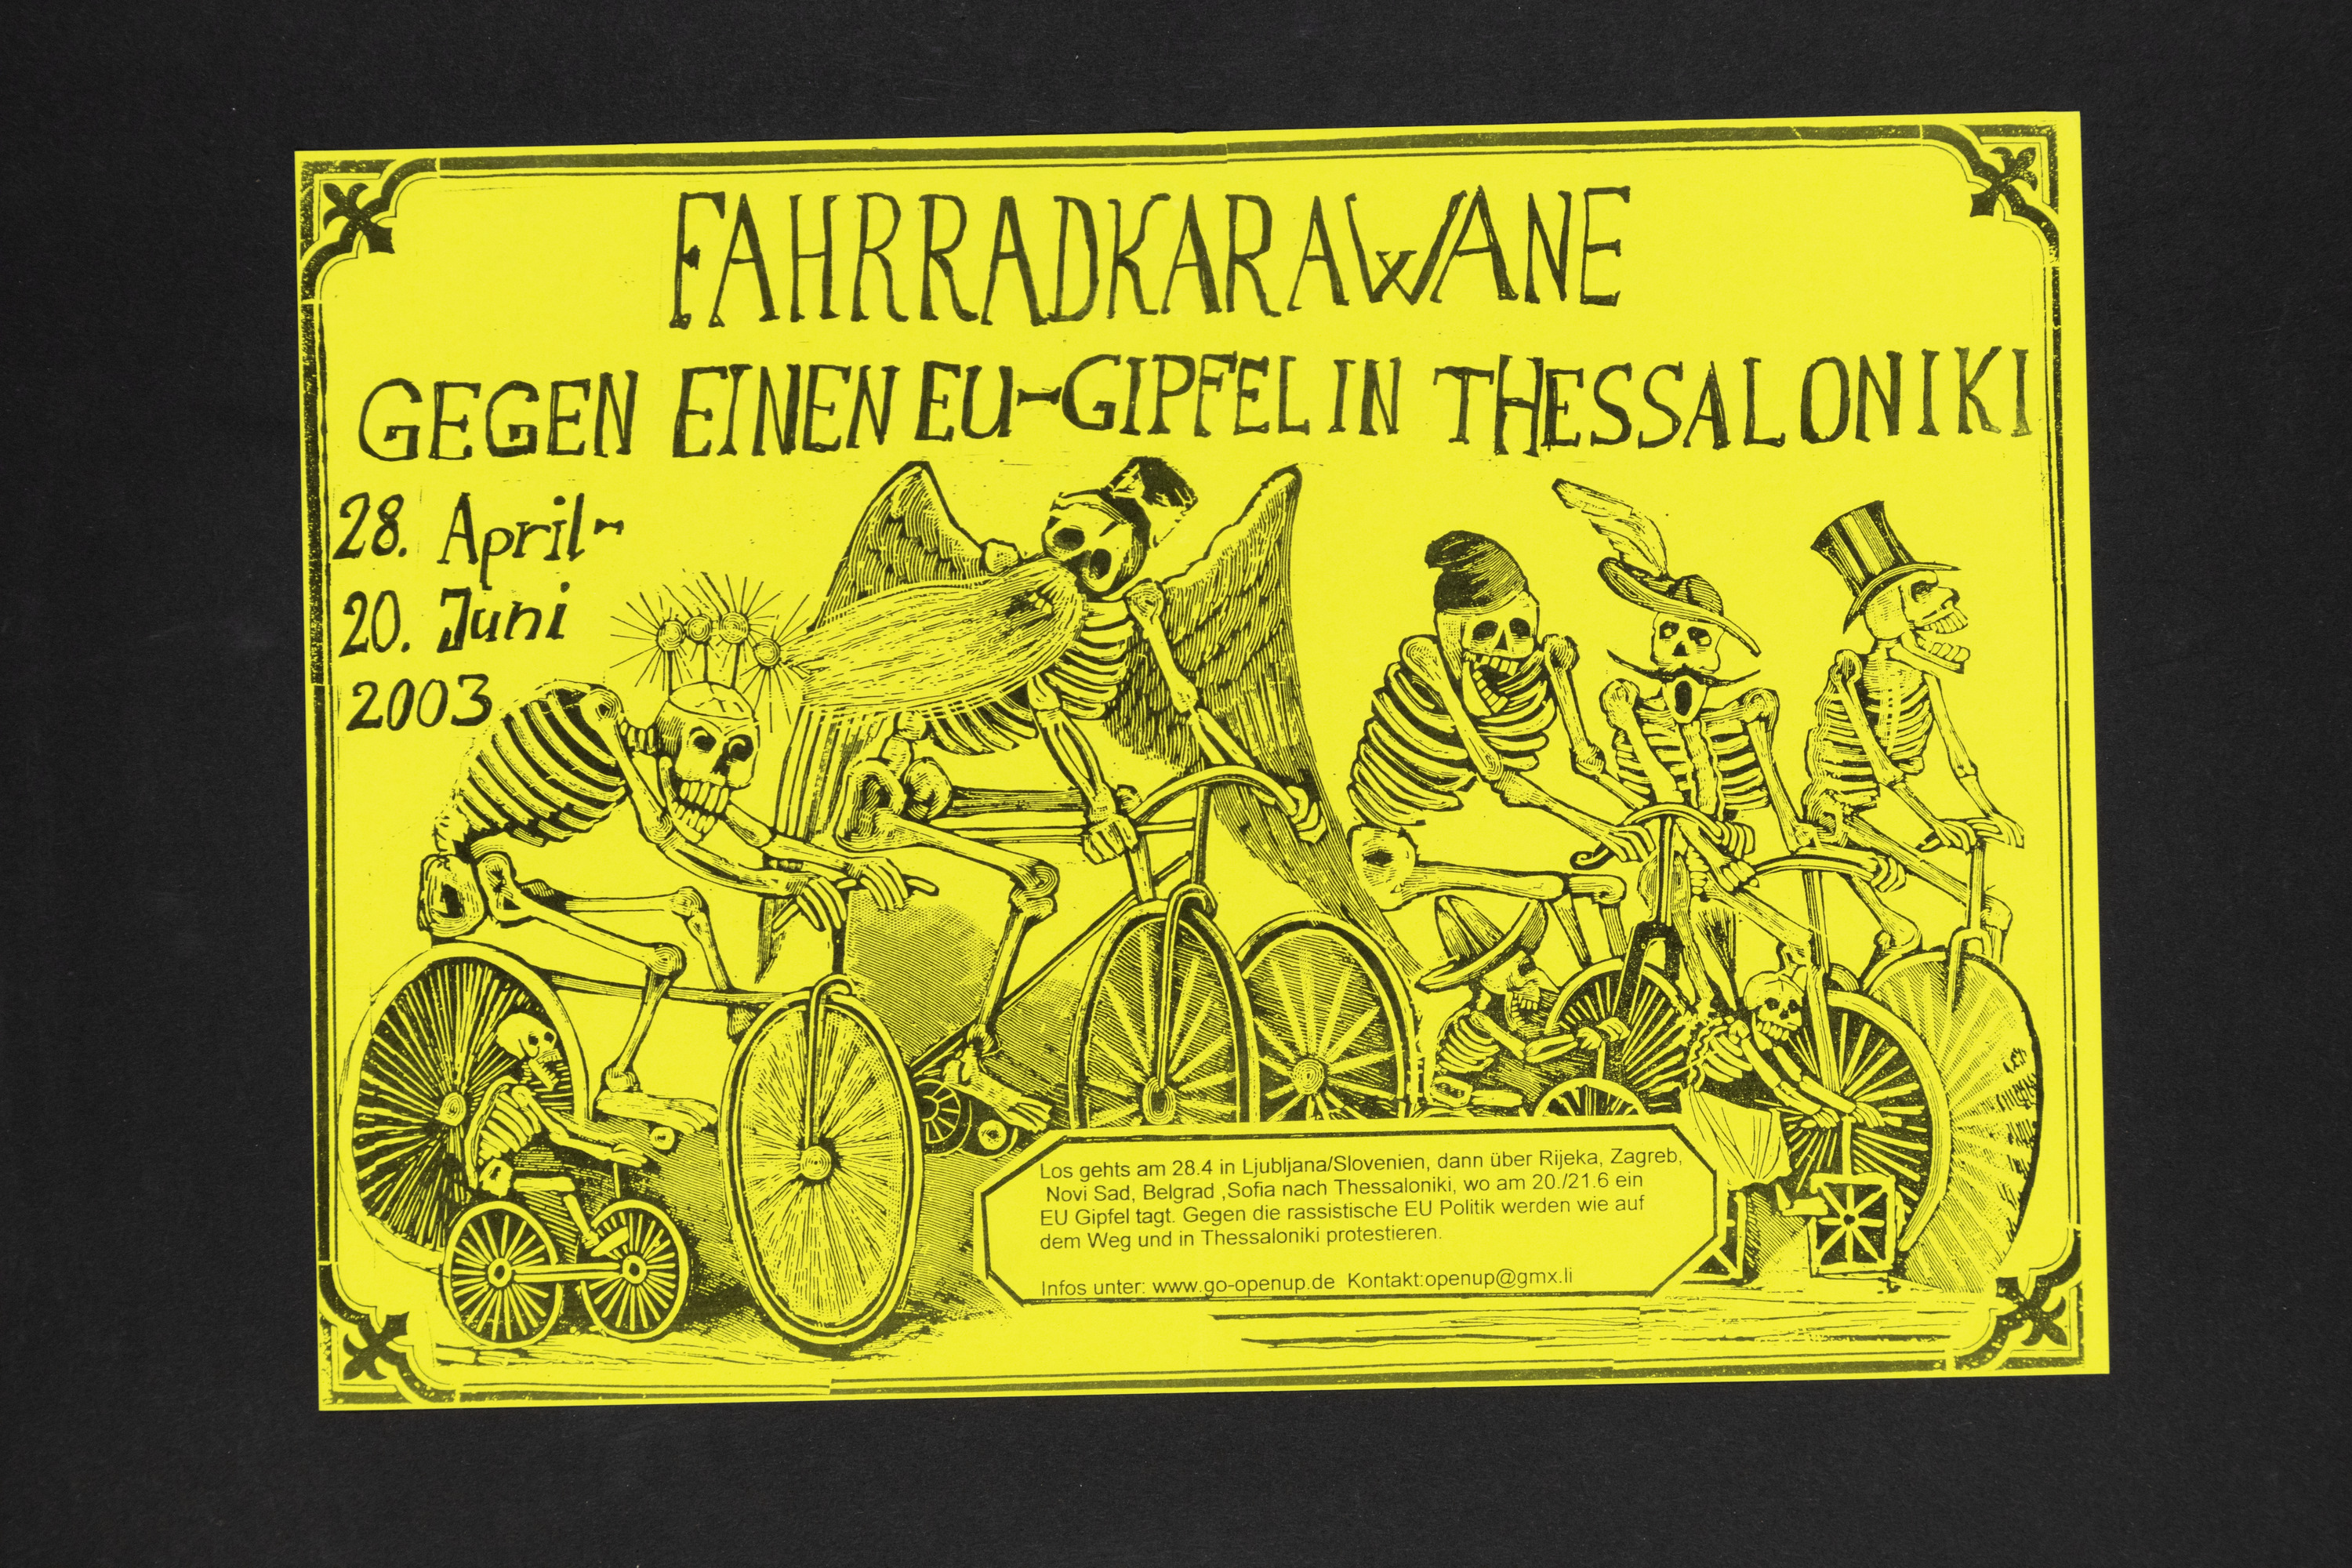 FAHRRADKARAWANE
GEGEN EINEN EU-GIPFEL IN THESSALONIKI
28. April-
20. Juni
2003
Los gehts am 28.4 in Ljubljana/Slovenien, dann über Rijeka, Zagreb,
Novi Sad, Belgrad ,Sofia nach Thessaloniki, wo am 20./21.6 ein
EU Gipfel tagt. Gegen die rassistische EU Politik werden wie auf
dem Weg und in Thessaloniki protestieren.
Infos unter: www.go-openup.de Kontakt:openup@gmx.li